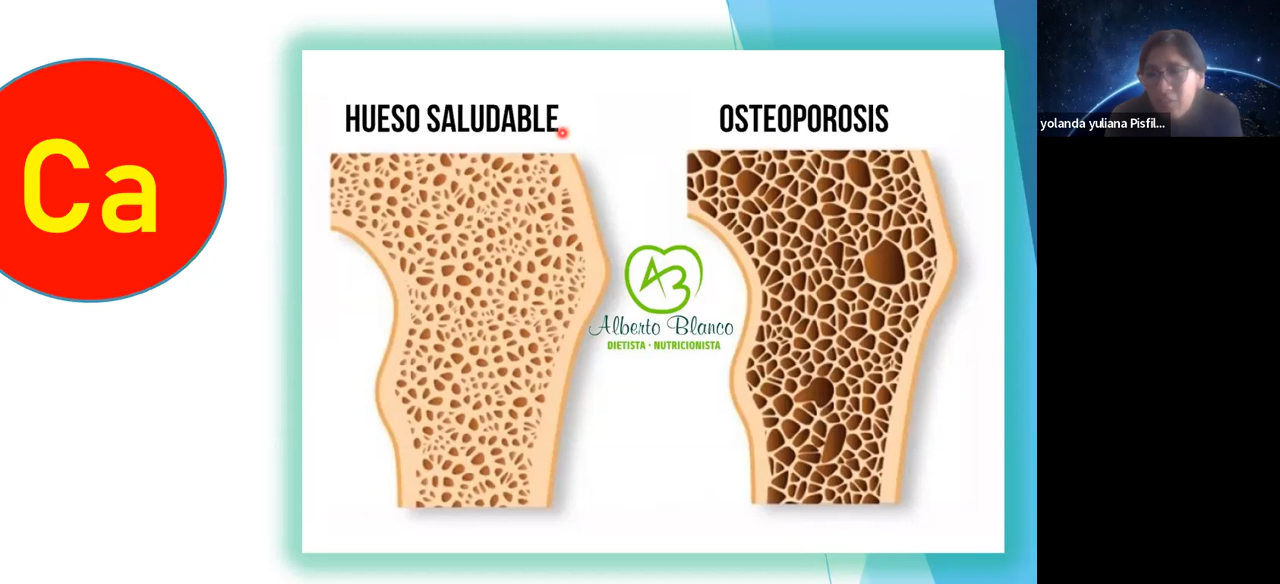 Ca
HUESO SALUDABLE
OSTEOPOROSIS
AB
Alberto Blanco
DIETISTA · NUTRICIONISTA
yolanda yuliana Pisfil...